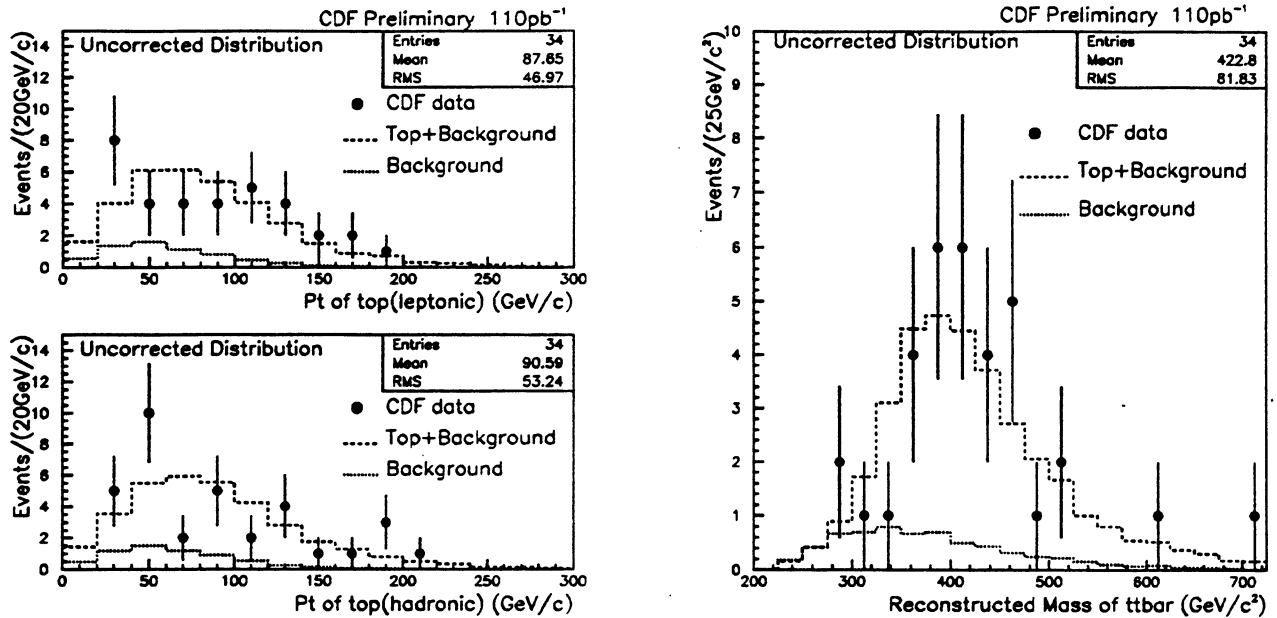 CDF Preliminary 110pb⁻¹
Uncorrected Distribution
Entries 34
Mean 87.65
RMS 46.97
CDF data
Top+Background
Background
Events/(20GeV/c)
14
12
10
8
6
4
2
0
0 50 100 150 200 250 300
Pt of top(leptonic) (GeV/c)
Uncorrected Distribution
Entries 34
Mean 90.59
RMS 53.24
CDF data
Top+Background
Background
Events/(20GeV/c)
14
12
10
8
6
4
2
0
0 50 100 150 200 250 300
Pt of top(hadronic) (GeV/c)
CDF Preliminary 110pb⁻¹
Uncorrected Distribution
Entries 34
Mean 422.8
RMS 81.83
CDF data
Top+Background
Background
Events/(25GeV/c²)
10
9
8
7
6
5
4
3
2
1
0
200 300 400 500 600 700
Reconstructed Mass of ttbar (GeV/c²)